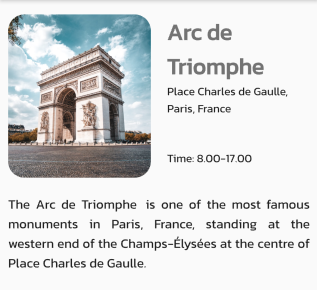 Arc de
Triomphe
Place Charles de Gaulle,
Paris, France
Time: 8.00-17.00
The Arc de Triomphe is one of the most famous
monuments in Paris, France, standing at the
western end of the Champs-Élysées at the centre of
Place Charles de Gaulle.